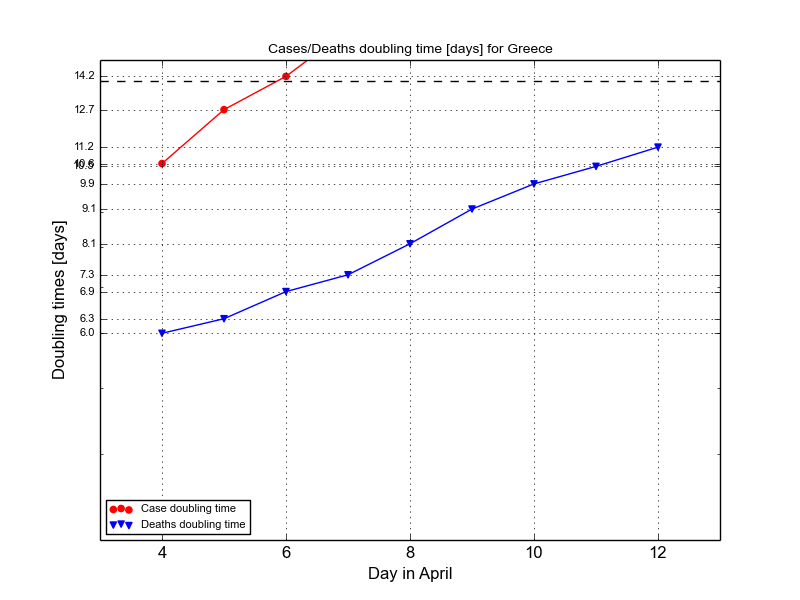 Cases/Deaths doubling time [days] for Greece
14.2
12.7
11.2
10.6
10.5
9.9
9.1
8.1
7.3
6.9
6.3
6.0
Doubling times [days]
Case doubling time
Deaths doubling time
4 6 8 10 12
Day in April